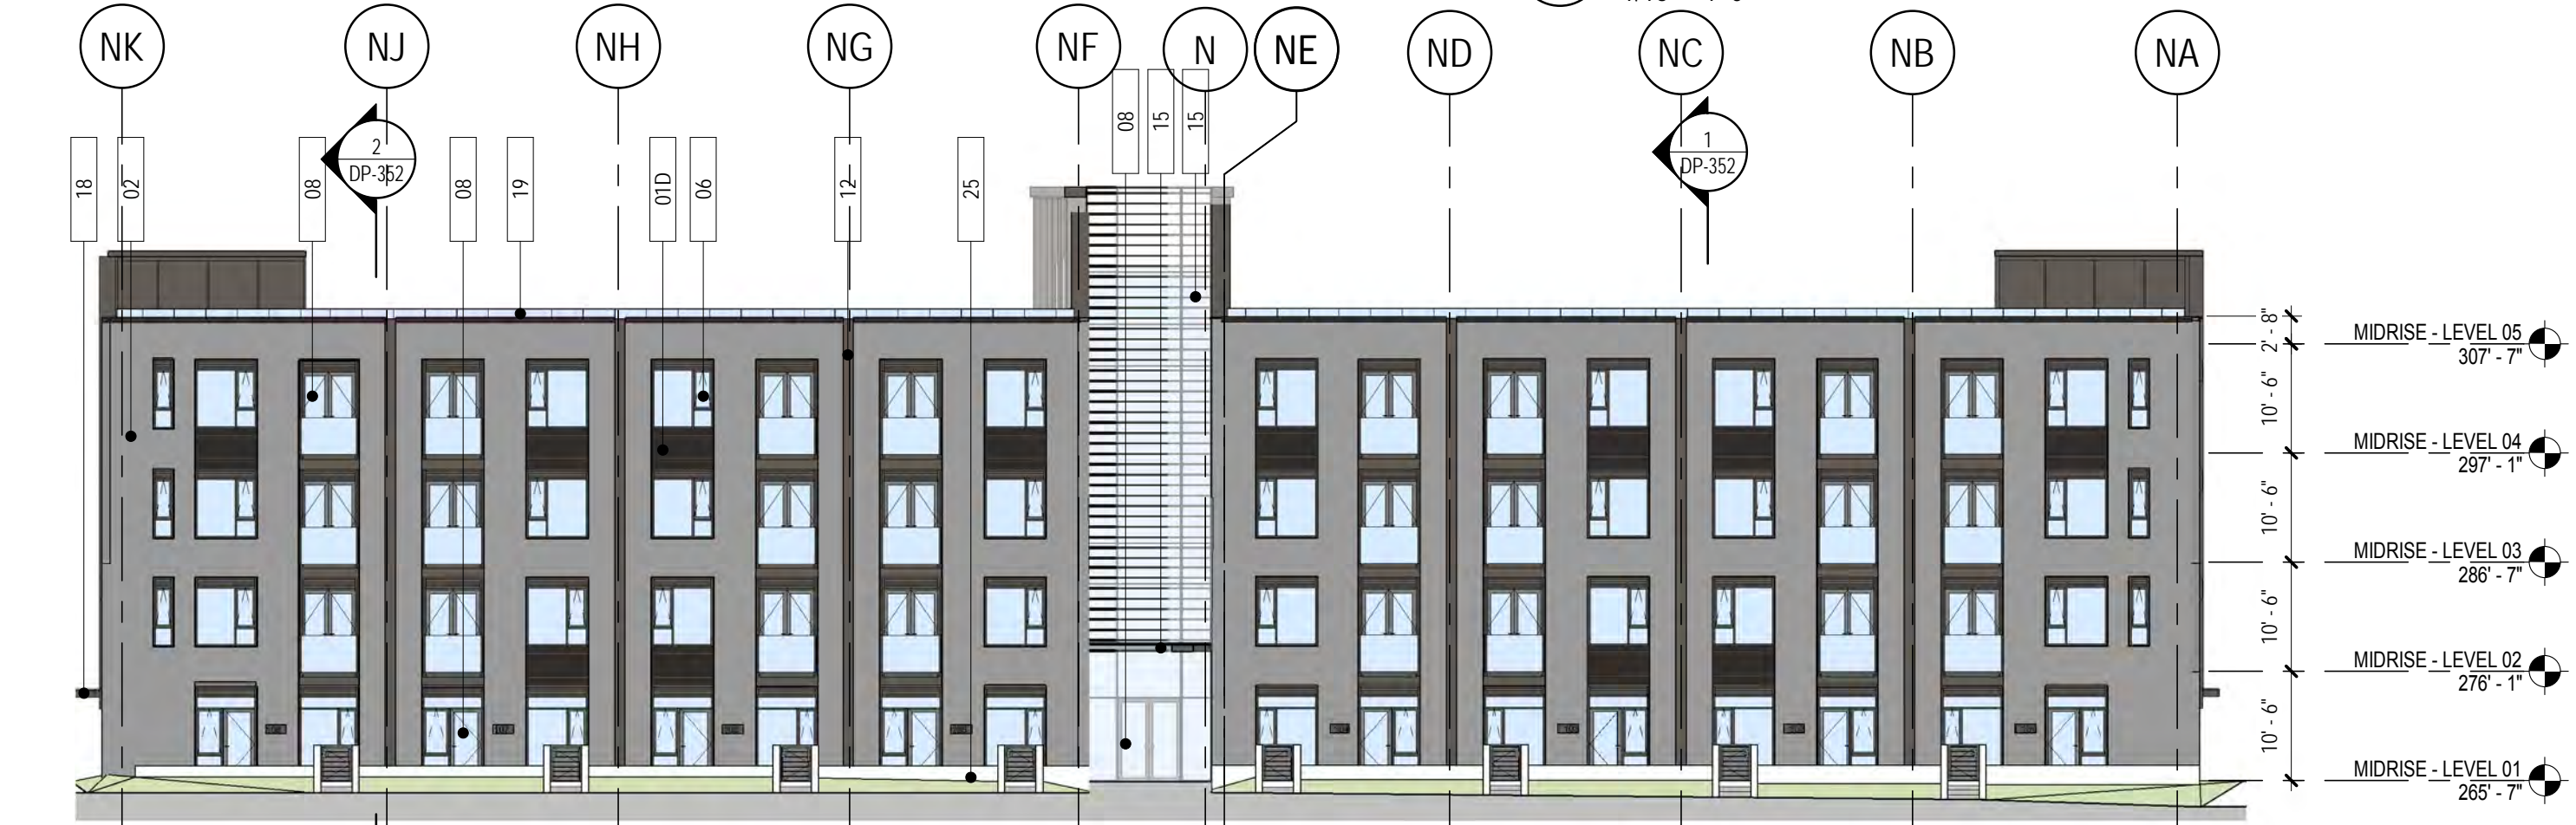 NK
NJ
NH
NG
NF
N
NE
ND
NC
NB
NA
18
02
08
2
DP-352
08
19
01D
06
12
25
08
15
15
1
DP-352
2' - 8"
10' - 6"
10' - 6"
10' - 6"
10' - 6"
MIDRISE - LEVEL 05
307' - 7"
MIDRISE - LEVEL 04
297' - 1"
MIDRISE - LEVEL 03
286' - 7"
MIDRISE - LEVEL 02
276' - 1"
MIDRISE - LEVEL 01
265' - 7"